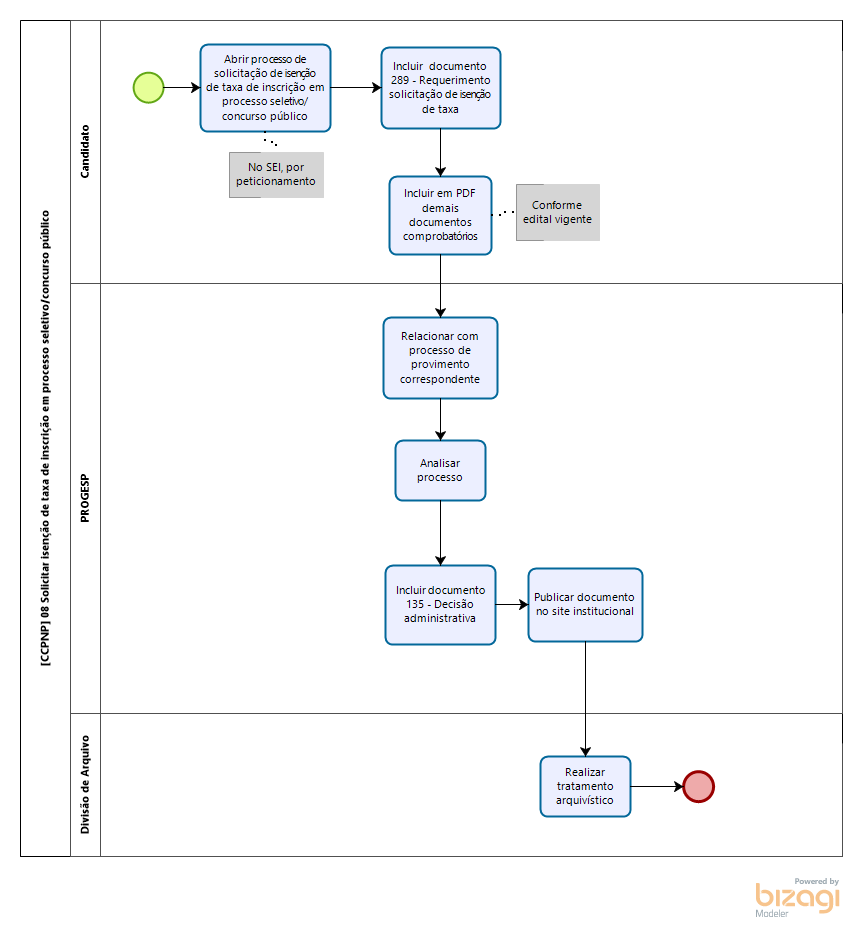 [CCPNP] 08 Solicitar isenção de taxa de inscrição em processo seletivo/concurso público
Candidato
Abrir processo de
solicitação de isenção
de taxa de inscrição em
processo seletivo/
concurso público
Incluir documento
289 - Requerimento
solicitação de isenção
de taxa
No SEI, por
peticionamento
Incluir em PDF
demais
documentos
comprobatórios
Conforme
edital vigente
PROGESP
Relacionar com
processo de
provimento
correspondente
Analisar
processo
Incluir documento
135 - Decisão
administrativa
Publicar documento
no site institucional
Divisão de Arquivo
Realizar
tratamento
arquivístico
Powered by
bizagi
Modeler